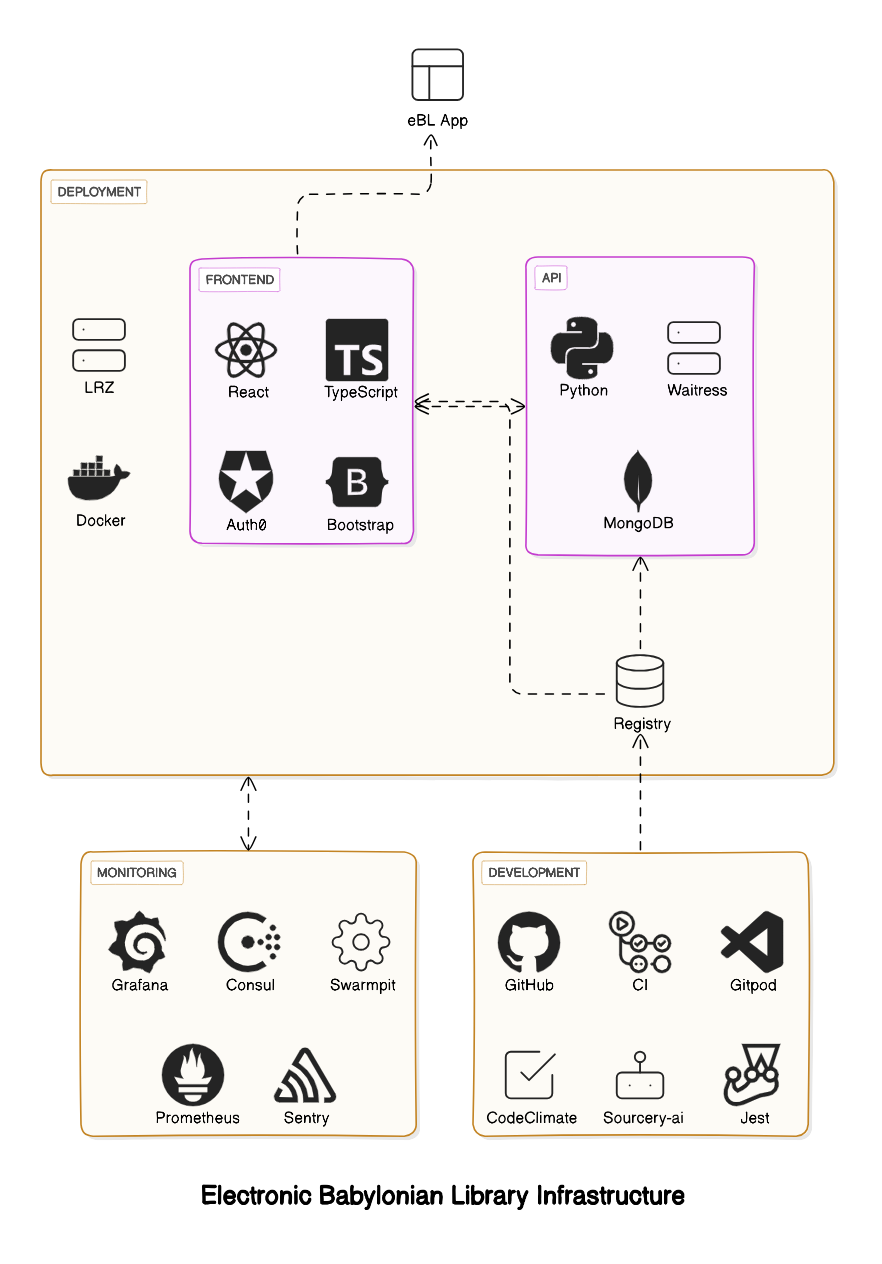 eBL App
DEPLOYMENT
FRONTEND
API
LRZ
React
TypeScript
Python
Waitress
Docker
Auth0
Bootstrap
MongoDB
Registry
MONITORING
DEVELOPMENT
Grafana
Consul
Swarmpit
GitHub
CI
Gitpod
Prometheus
Sentry
CodeClimate
Sourcery-ai
Jest
Electronic Babylonian Library Infrastructure